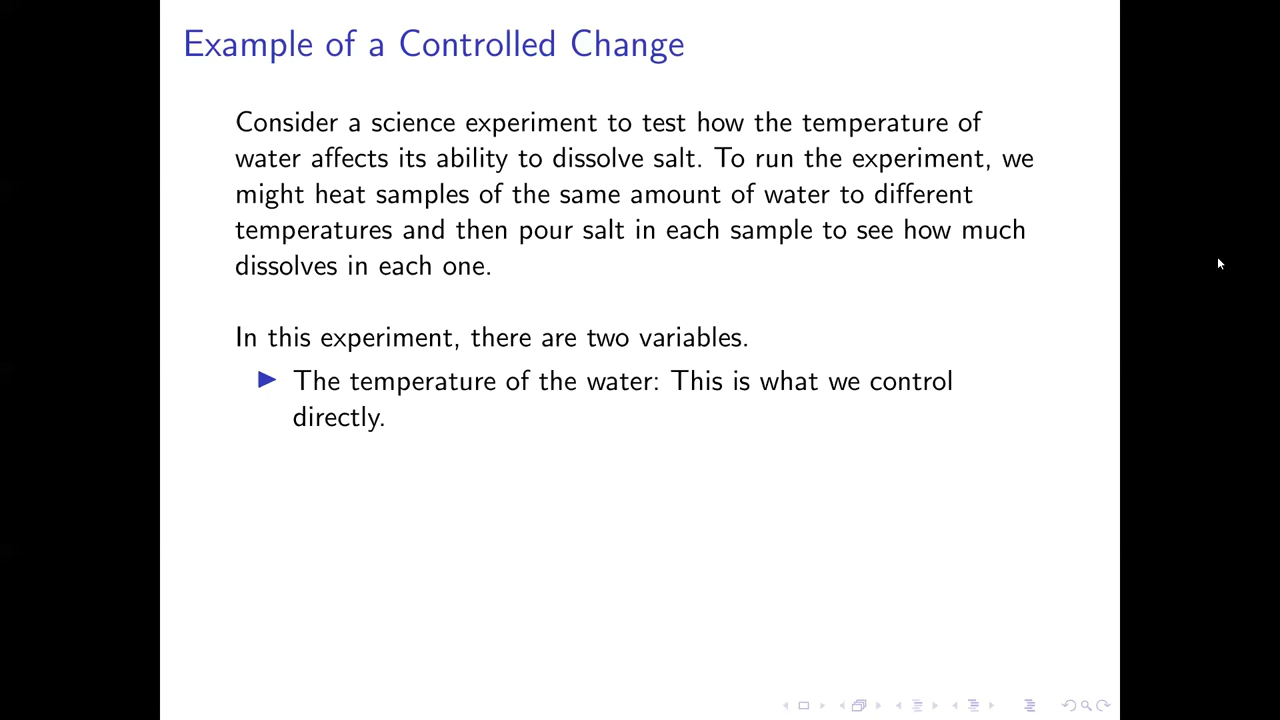 Example of a Controlled Change
Consider a science experiment to test how the temperature of
water affects its ability to dissolve salt. To run the experiment, we
might heat samples of the same amount of water to different
temperatures and then pour salt in each sample to see how much
dissolves in each one.
In this experiment, there are two variables.
The temperature of the water: This is what we control
directly.